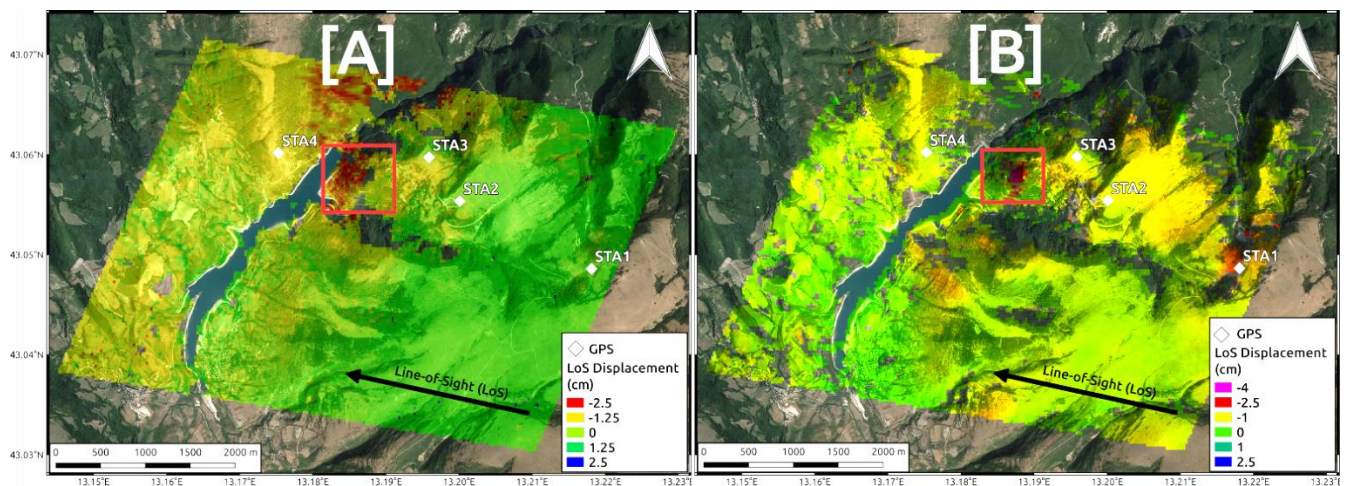 [A]
[B]
43.07°N
43.06°N
43.05°N
43.04°N
43.03°N
STA4
STA3
STA2
STA1
Line-of-Sight (LoS)
GPS
LoS Displacement
(cm)
-2.5
-1.25
0
1.25
2.5
0 500 1000 1500 2000 m
13.15°E 13.16°E 13.17°E 13.18°E 13.19°E 13.20°E 13.21°E 13.22°E 13.23°E
STA4
STA3
STA2
STA1
Line-of-Sight (LoS)
GPS
LoS Displacement
(cm)
-4
-2.5
-1
0
1
2.5
0 500 1000 1500 2000 m
13.15°E 13.16°E 13.17°E 13.18°E 13.19°E 13.20°E 13.21°E 13.22°E 13.23°E